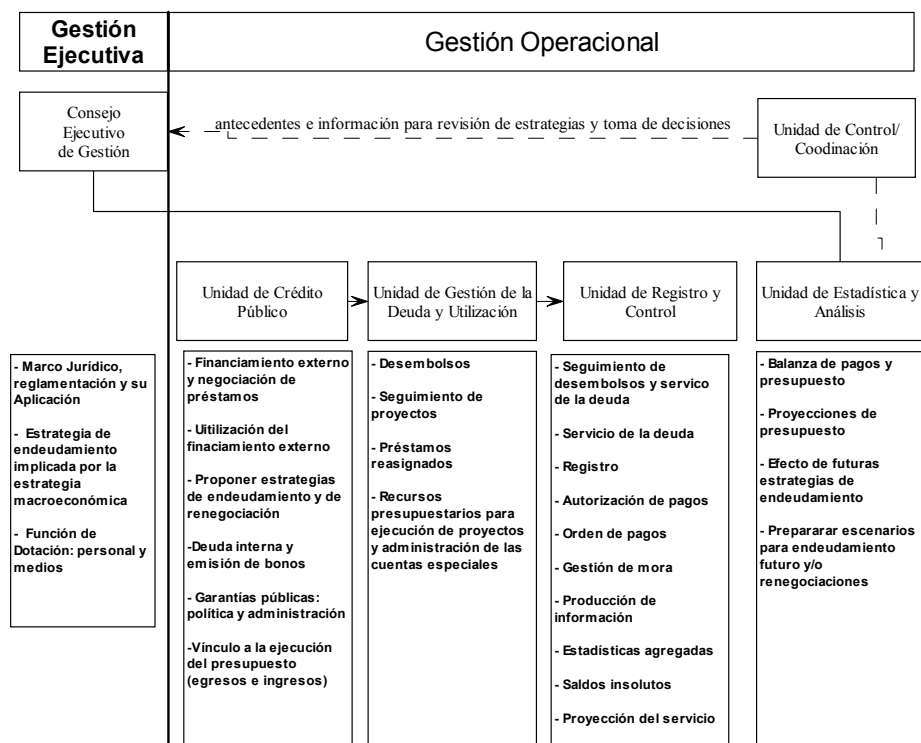 Gestión
Ejecutiva
Gestión Operacional
Consejo
Ejecutivo
de Gestión
antecedentes e información para revisión de estrategias y toma de decisiones
Unidad de Control/
Coodinación
Unidad de Crédito
Público
Unidad de Gestión de la
Deuda y Utilización
Unidad de Registro y
Control
Unidad de Estadística y
Análisis
- Marco Jurídico,
reglamentación y su
Aplicación
- Estrategia de
endeudamiento
implicada por la
estrategia
macroeconómica
- Función de
Dotación: personal y
medios
- Financiamiento externo
y negociación de
préstamos
- Uitilización del
finaciamiento externo
- Proponer estrategias
de endeudamiento y de
renegociación
-Deuda interna y
emisión de bonos
- Garantías públicas:
política y administración
-Vínculo a la ejecución
del presupuesto
(egresos e ingresos)
- Desembolsos
- Seguimiento de
proyectos
- Préstamos
reasignados
- Recursos
presupuestarios para
ejecución de proyectos
y administración de las
cuentas especiales
- Seguimiento de
desembolsos y servico
de la deuda
- Servicio de la deuda
- Registro
- Autorización de pagos
- Orden de pagos
- Gestión de mora
- Producción de
información
- Estadísticas agregadas
- Saldos insolutos
- Proyección del servicio
- Balanza de pagos y
presupuesto
- Proyecciones de
presupuesto
- Efecto de futuras
estrategias de
endeudamiento
- Prepararar escenarios
para endeudamiento
futuro y/o
renegociaciones